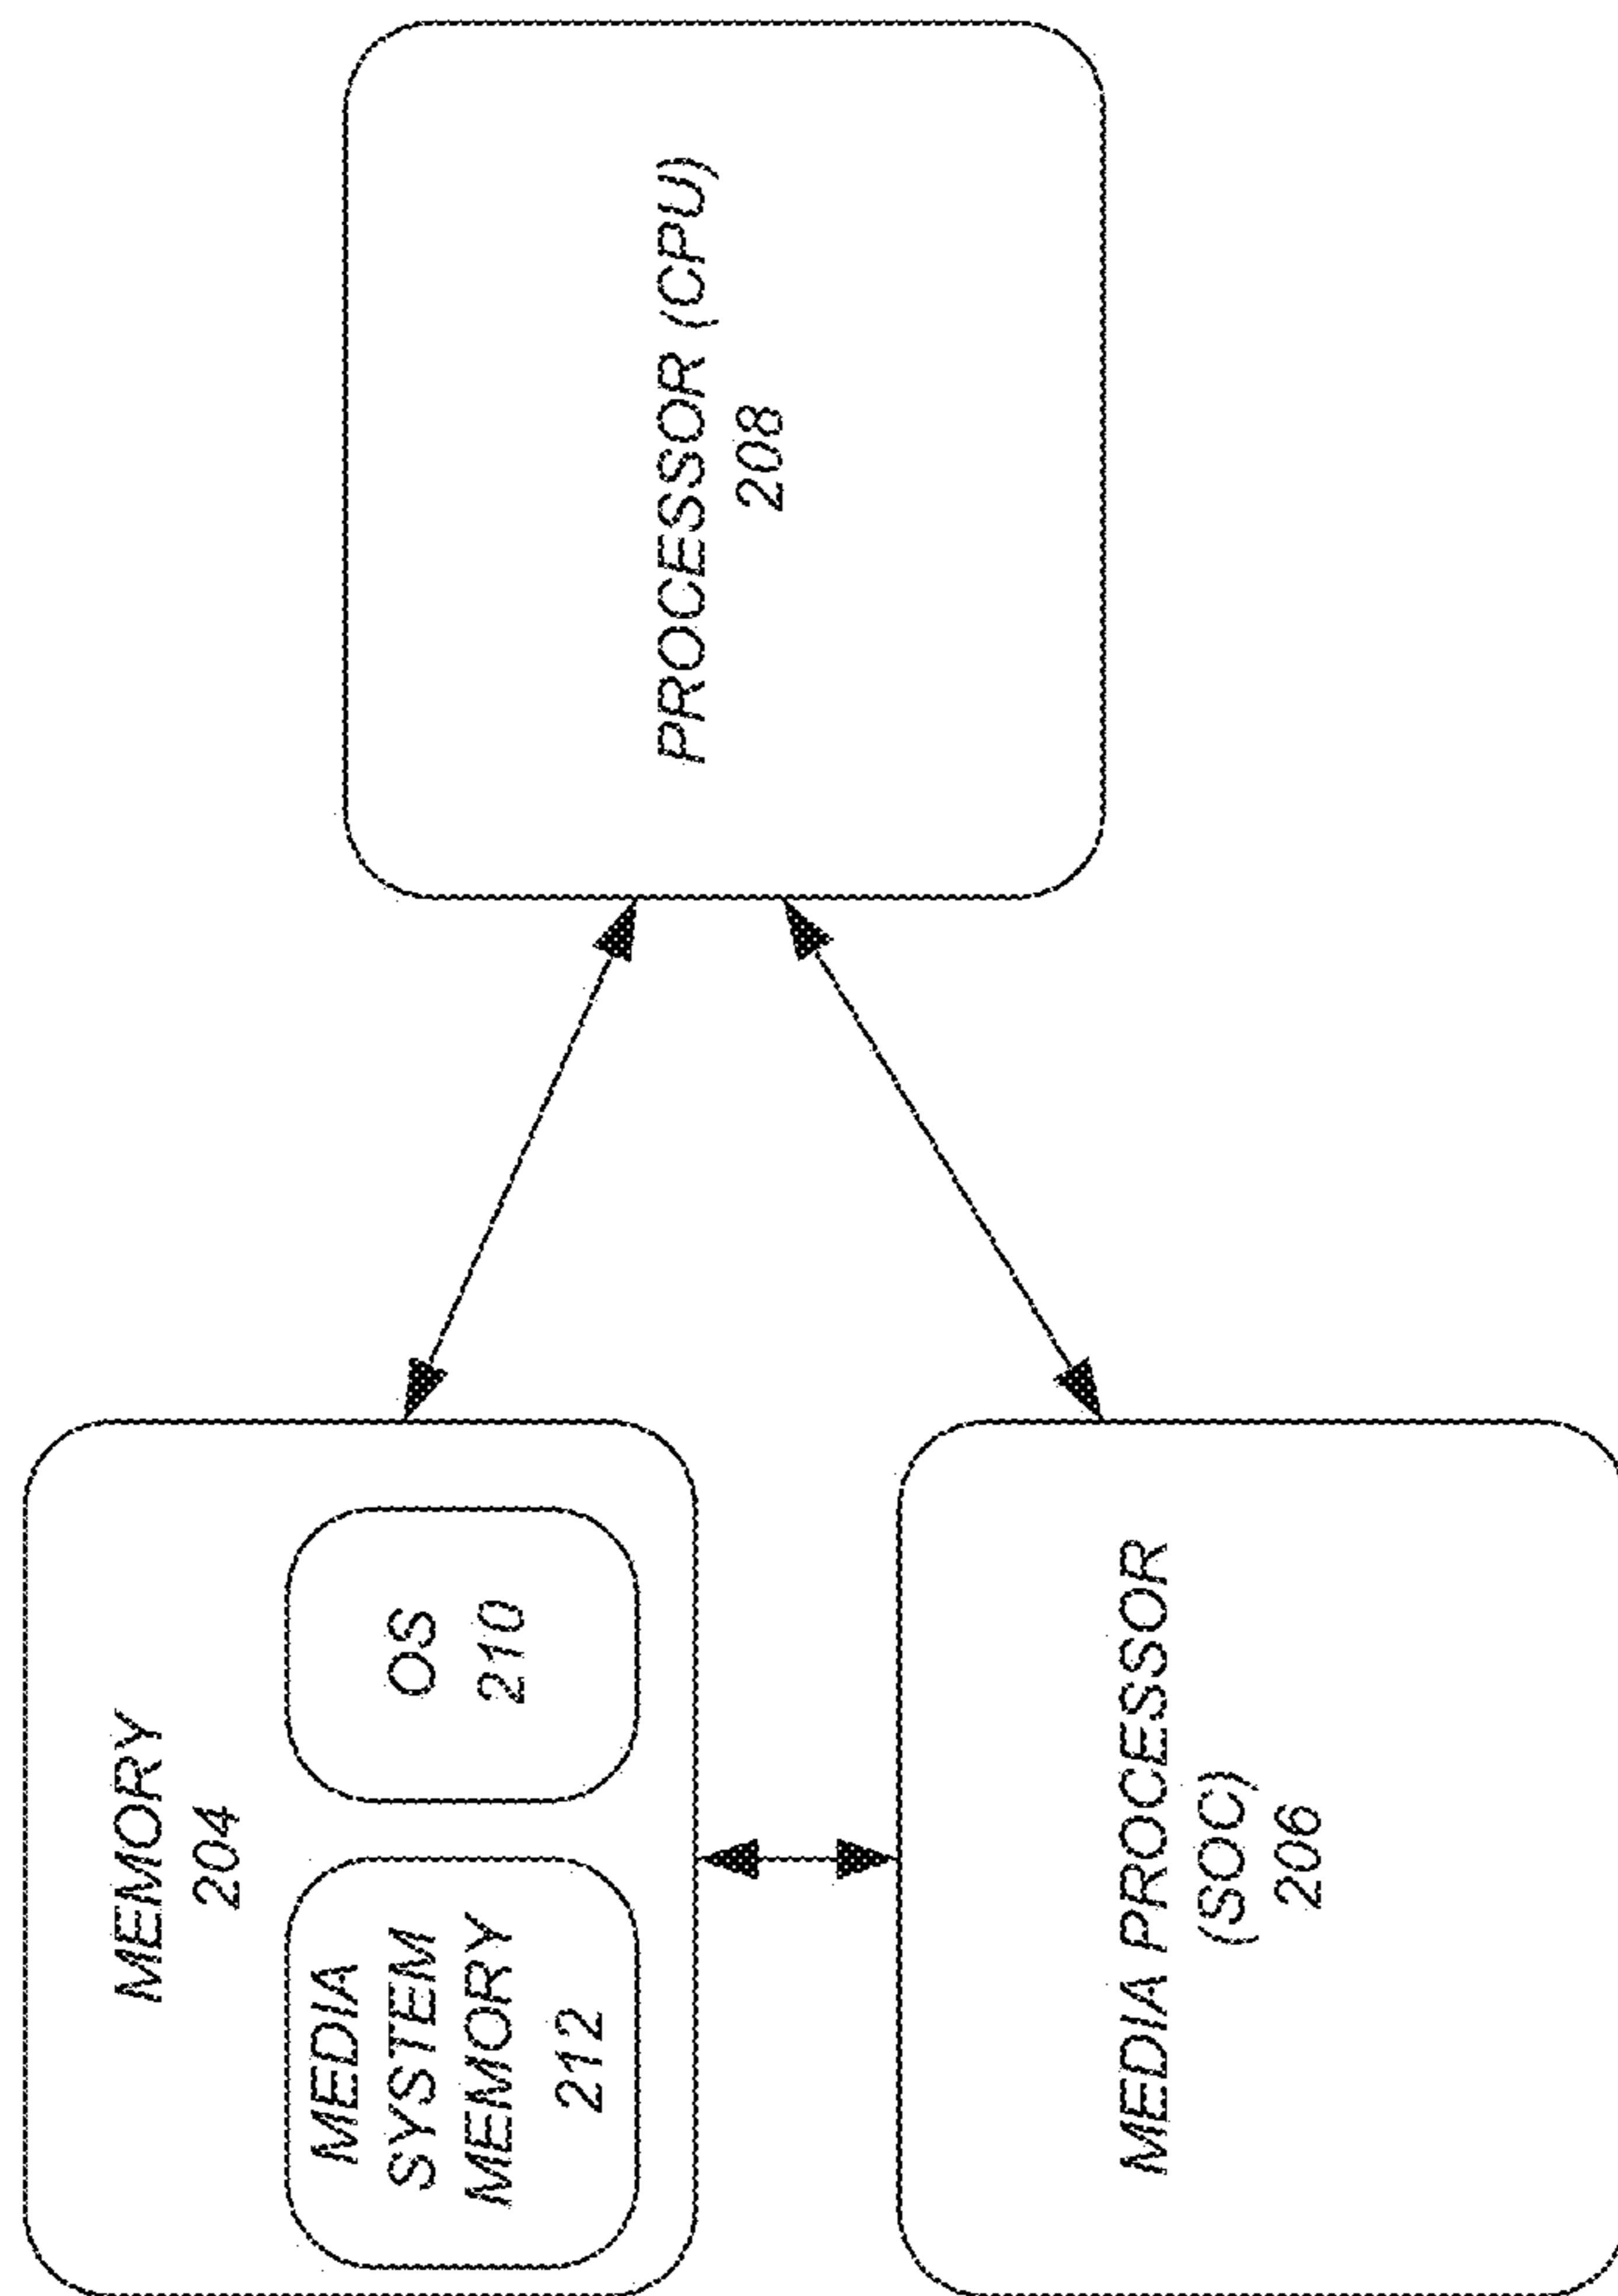 MEMORY
204
MEDIA
SYSTEM
MEMORY
212
OS
210
MEDIA PROCESSOR
(SOC)
206
PROCESSOR (CPU)
208